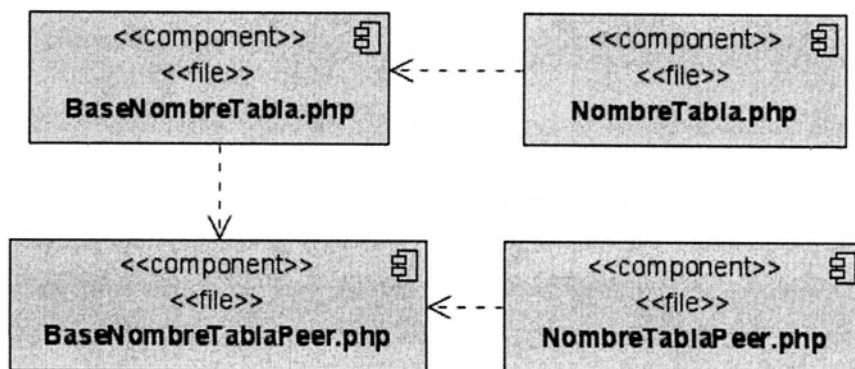 <<component>>
<<file>>
BaseNombreTabla.php
<<component>>
<<file>>
NombreTabla.php
<<component>>
<<file>>
BaseNombreTablaPeer.php
<<component>>
<<file>>
NombreTablaPeer.php